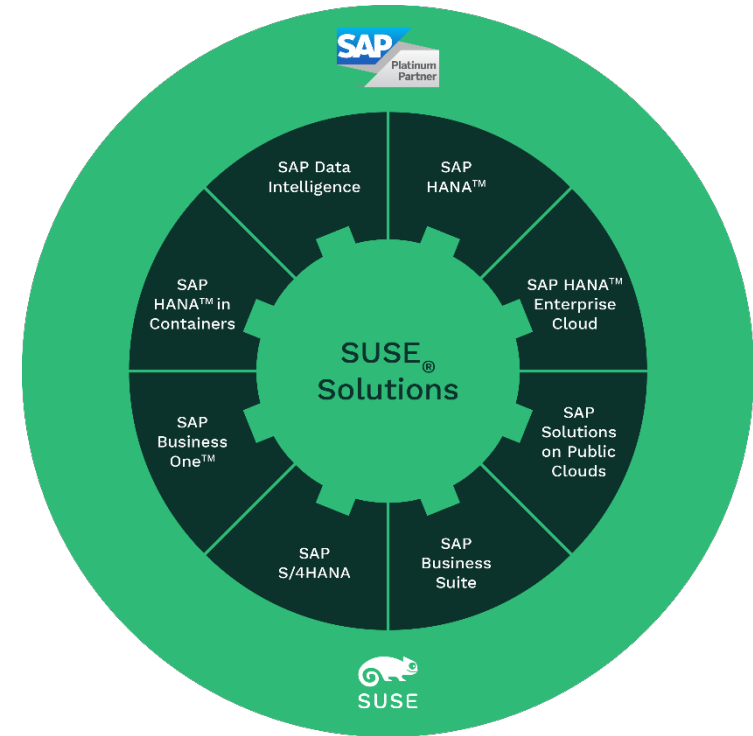 SAP
Platinum
Partner
SAP Data
Intelligence
SAP
HANA™
SAP HANA™
Enterprise
Cloud
SAP
Solutions
on Public
Clouds
SAP
Business
Suite
SAP
S/4HANA
SAP
Business
One™
SAP
HANA™ in
Containers
SUSE®
Solutions
SUSE